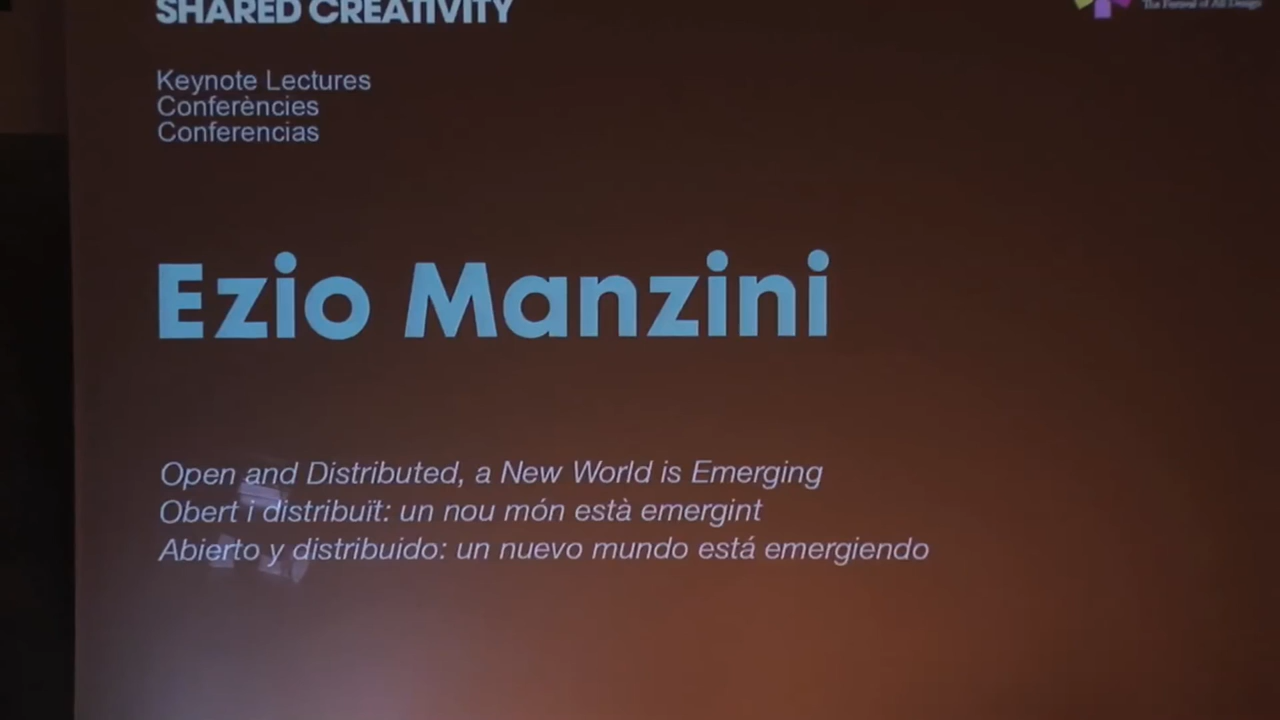 SHARED CREATIVITY
Keynote Lectures
Conferències
Conferencias
Ezio Manzini
Open and Distributed, a New World is Emerging
Obert i distribuït: un nou món està emergint
Abierto y distribuido: un nuevo mundo está emergiendo